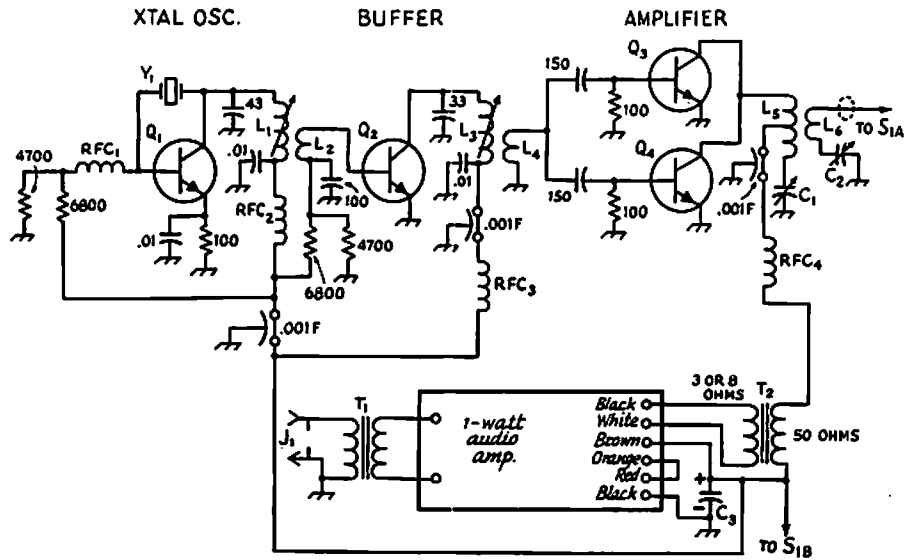 XTAL OSC.
BUFFER
AMPLIFIER
Y1
Q1
RFC1
4700
6800
.01
100
43
L1
.01
RFC2
L2
100
6800
4700
.001F
Q2
33
L3
.01
.001F
RFC3
L4
150
100
Q3
150
100
Q4
L5
L6
TO S1A
C2
C1
.001F
RFC4
J1
T1
1-watt
audio
amp.
Black
White
Brown
Orange
Red
Black
3 OR 8
OHMS
T2
50 OHMS
+
-
C3
TO S1B